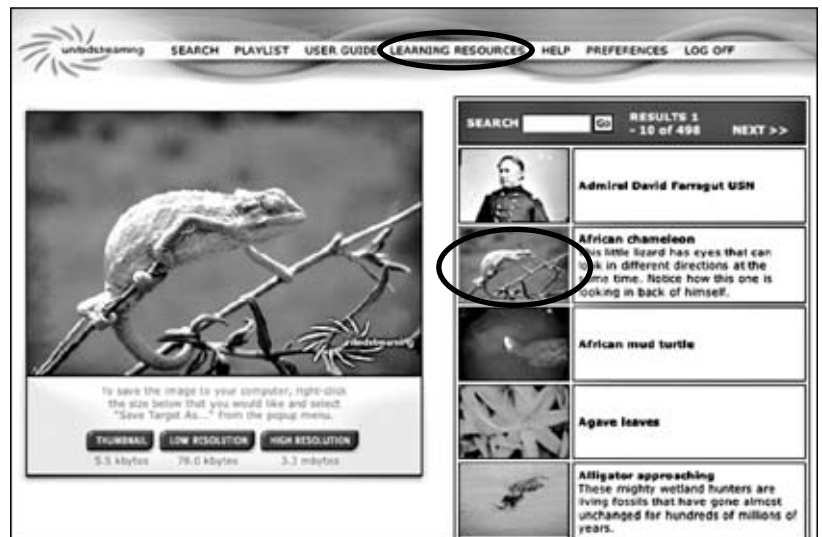 unitedstreaming
SEARCH PLAYLIST USER GUIDE LEARNING RESOURCES HELP PREFERENCES LOG OFF
SEARCH Go RESULTS 1
- 10 of 498 NEXT >>
Admiral David Farragut USN
African chameleon
This little lizard has eyes that can
look in different directions at the
same time. Notice how this one is
looking in back of himself.
African mud turtle
Agave leaves
Alligator approaching
These mighty wetland hunters are
living fossils that have gone almost
unchanged for hundreds of millions of
years.
unitedstreaming
To save the image to your computer, right-click
the size below that you would like and select
"Save Target As..." from the popup menu.
THUMBNAIL LOW RESOLUTION HIGH RESOLUTION
5.5 kbytes 78.0 kbytes 3.3 mbytes